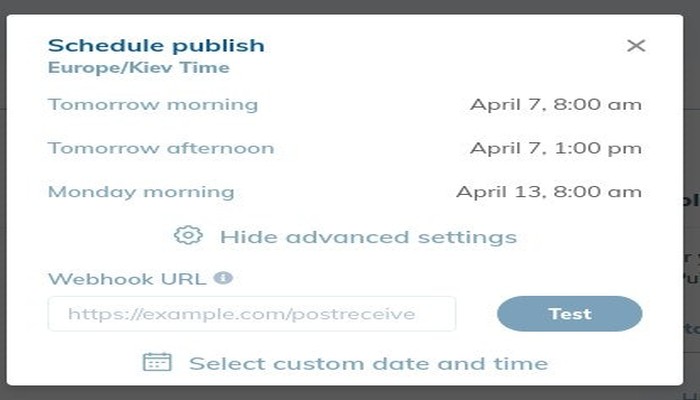 Schedule publish
Europe/Kiev Time
Tomorrow morning April 7, 8:00 am
Tomorrow afternoon April 7, 1:00 pm
Monday morning April 13, 8:00 am
Hide advanced settings
Webhook URL
https://example.com/postreceive Test
Select custom date and time